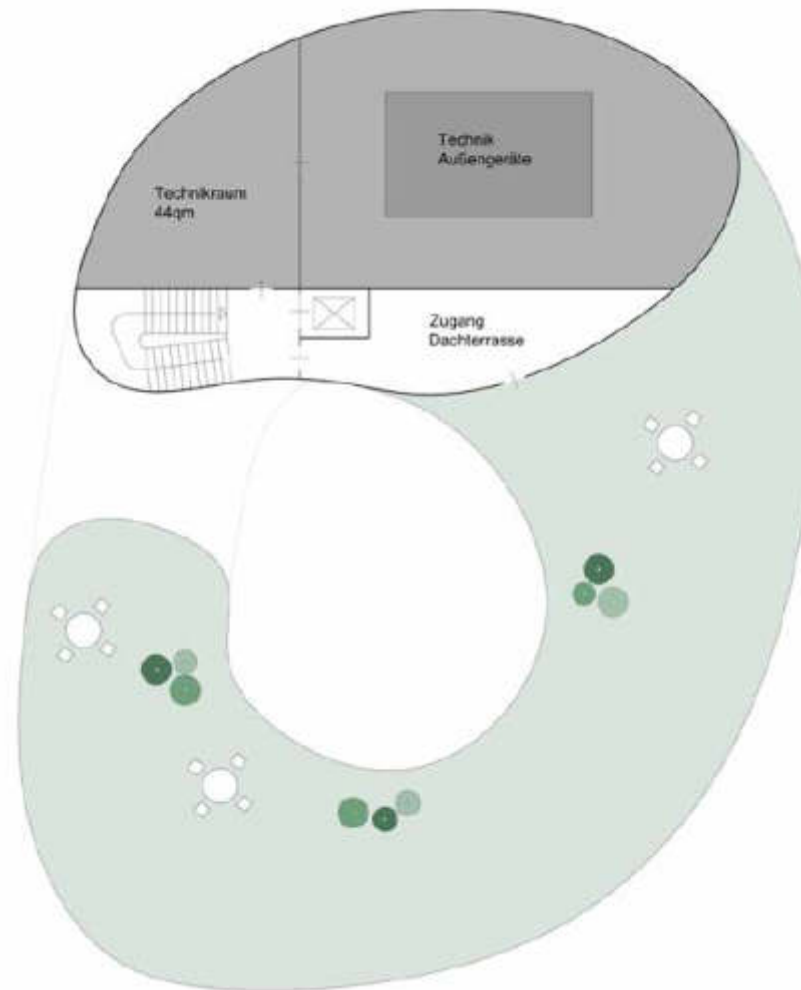 Technik
Außengeräte
Technikraum
44qm
Zugang
Dachterrasse